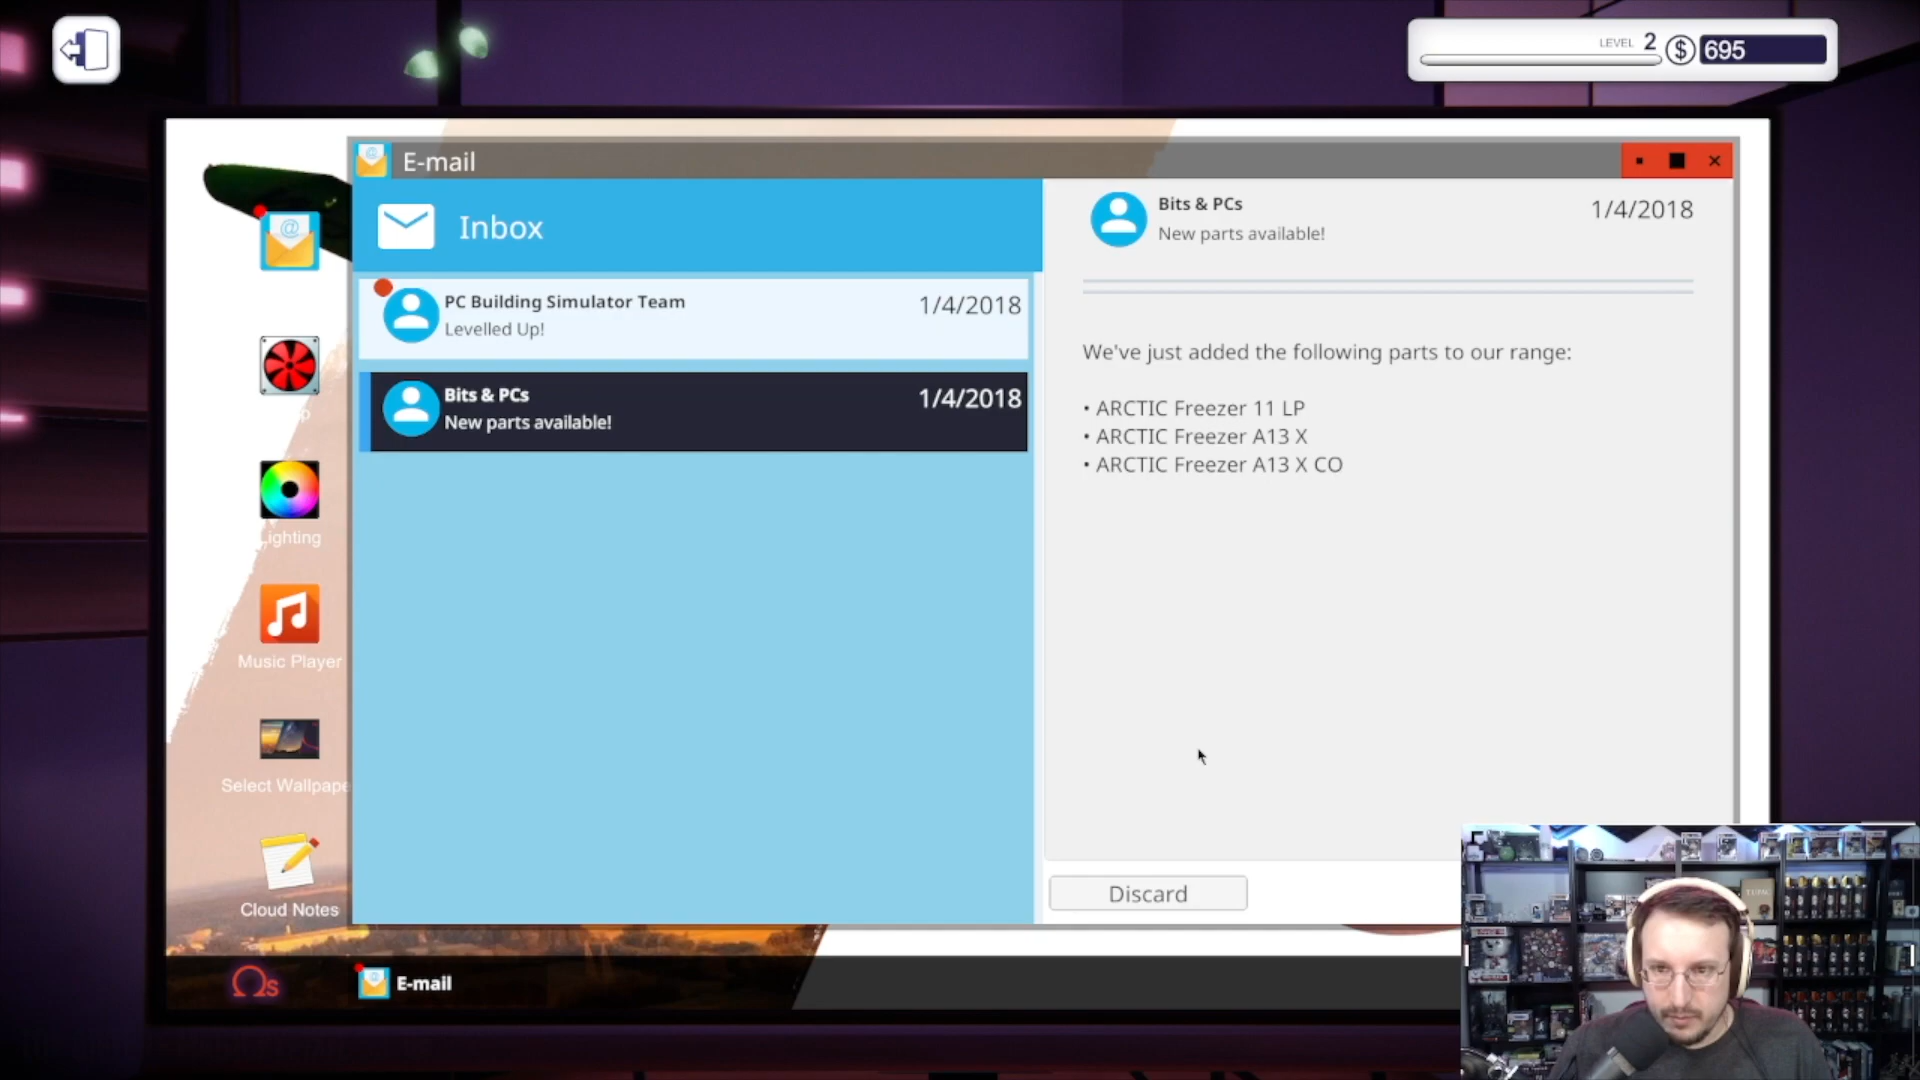 LEVEL 2 $ 695
E-mail
Inbox
PC Building Simulator Team 1/4/2018
Levelled Up!
Bits & PCs 1/4/2018
New parts available!
Bits & PCs 1/4/2018
New parts available!
We've just added the following parts to our range:
• ARCTIC Freezer 11 LP
• ARCTIC Freezer A13 X
• ARCTIC Freezer A13 X CO
Discard
Lighting
Music Player
Select Wallpape
Cloud Notes
Ωs
E-mail